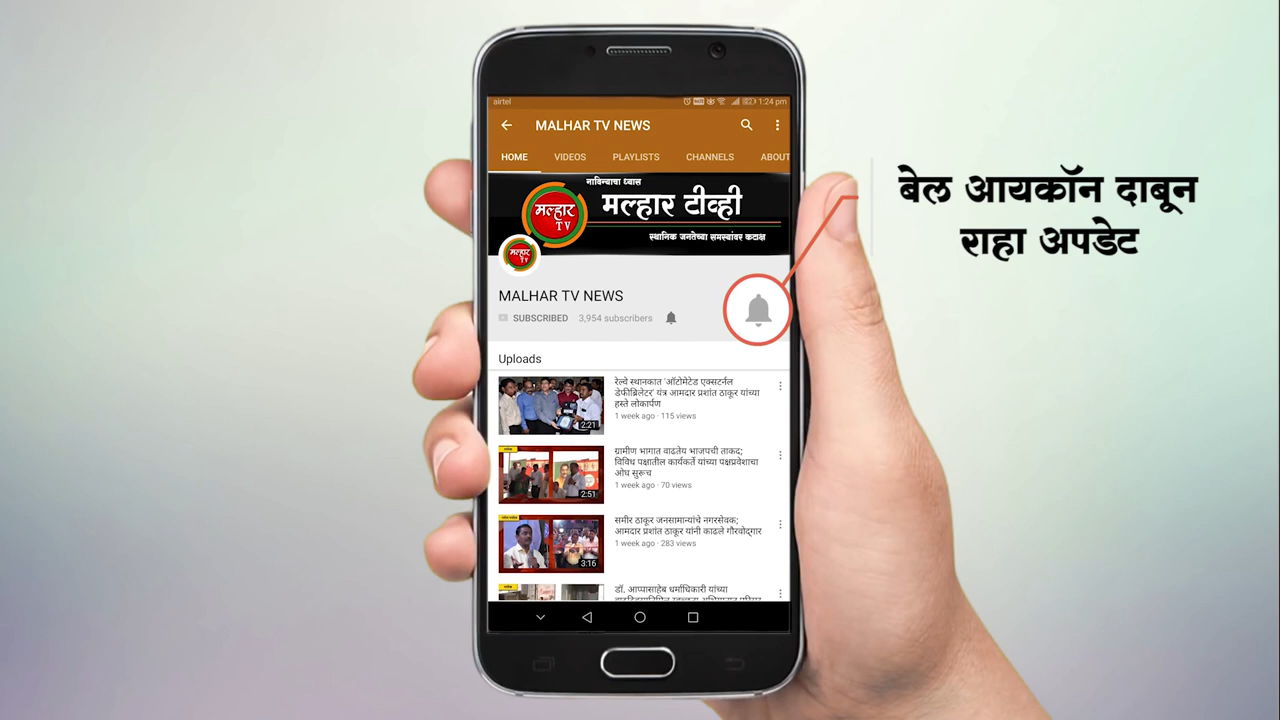 airtel
1:24 pm
MALHAR TV NEWS
HOME VIDEOS PLAYLISTS CHANNELS ABOUT
नाविन्याचा ध्यास
मल्हार टीव्ही
मल्हार
TV
स्थानिक जनतेच्या समस्यांवर कटाक्ष
मल्हार
TV
MALHAR TV NEWS
SUBSCRIBED 3,954 subscribers
Uploads
रेल्वे स्थानकात 'ऑटोमेटेड एक्सटर्नल
डेफीब्रिलेटर' यंत्र आमदार प्रशांत ठाकूर यांच्या
हस्ते लोकार्पण
1 week ago · 115 views
2:21
ग्रामीण भागात वाढतेय भाजपची ताकद;
विविध पक्षातील कार्यकर्ते यांच्या पक्षप्रवेशाचा
ओघ सुरूच
1 week ago · 70 views
2:51
समीर ठाकूर जनसामान्यांचे नगरसेवक;
आमदार प्रशांत ठाकूर यांनी काढले गौरवोद्गार
1 week ago · 283 views
3:16
डॉ. आप्पासाहेब धर्माधिकारी यांच्या
बेल आयकॉन दाबून
राहा अपडेट